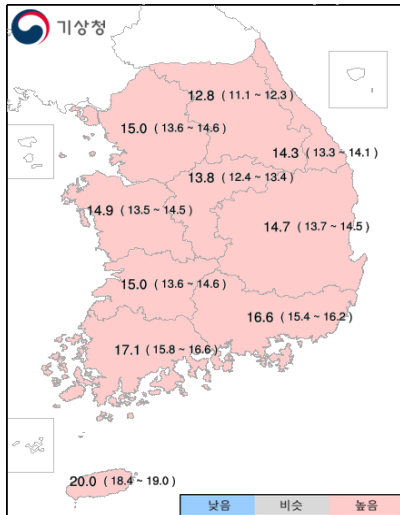 기상청
12.8 (11.1 ~ 12.3)
15.0 (13.6 ~ 14.6)
14.3 (13.3 ~ 14.1)
13.8 (12.4 ~ 13.4)
14.9 (13.5 ~ 14.5)
14.7 (13.7 ~ 14.5)
15.0 (13.6 ~ 14.6)
16.6 (15.4 ~ 16.2)
17.1 (15.8 ~ 16.6)
20.0 (18.4 ~ 19.0)
낮음 비슷 높음